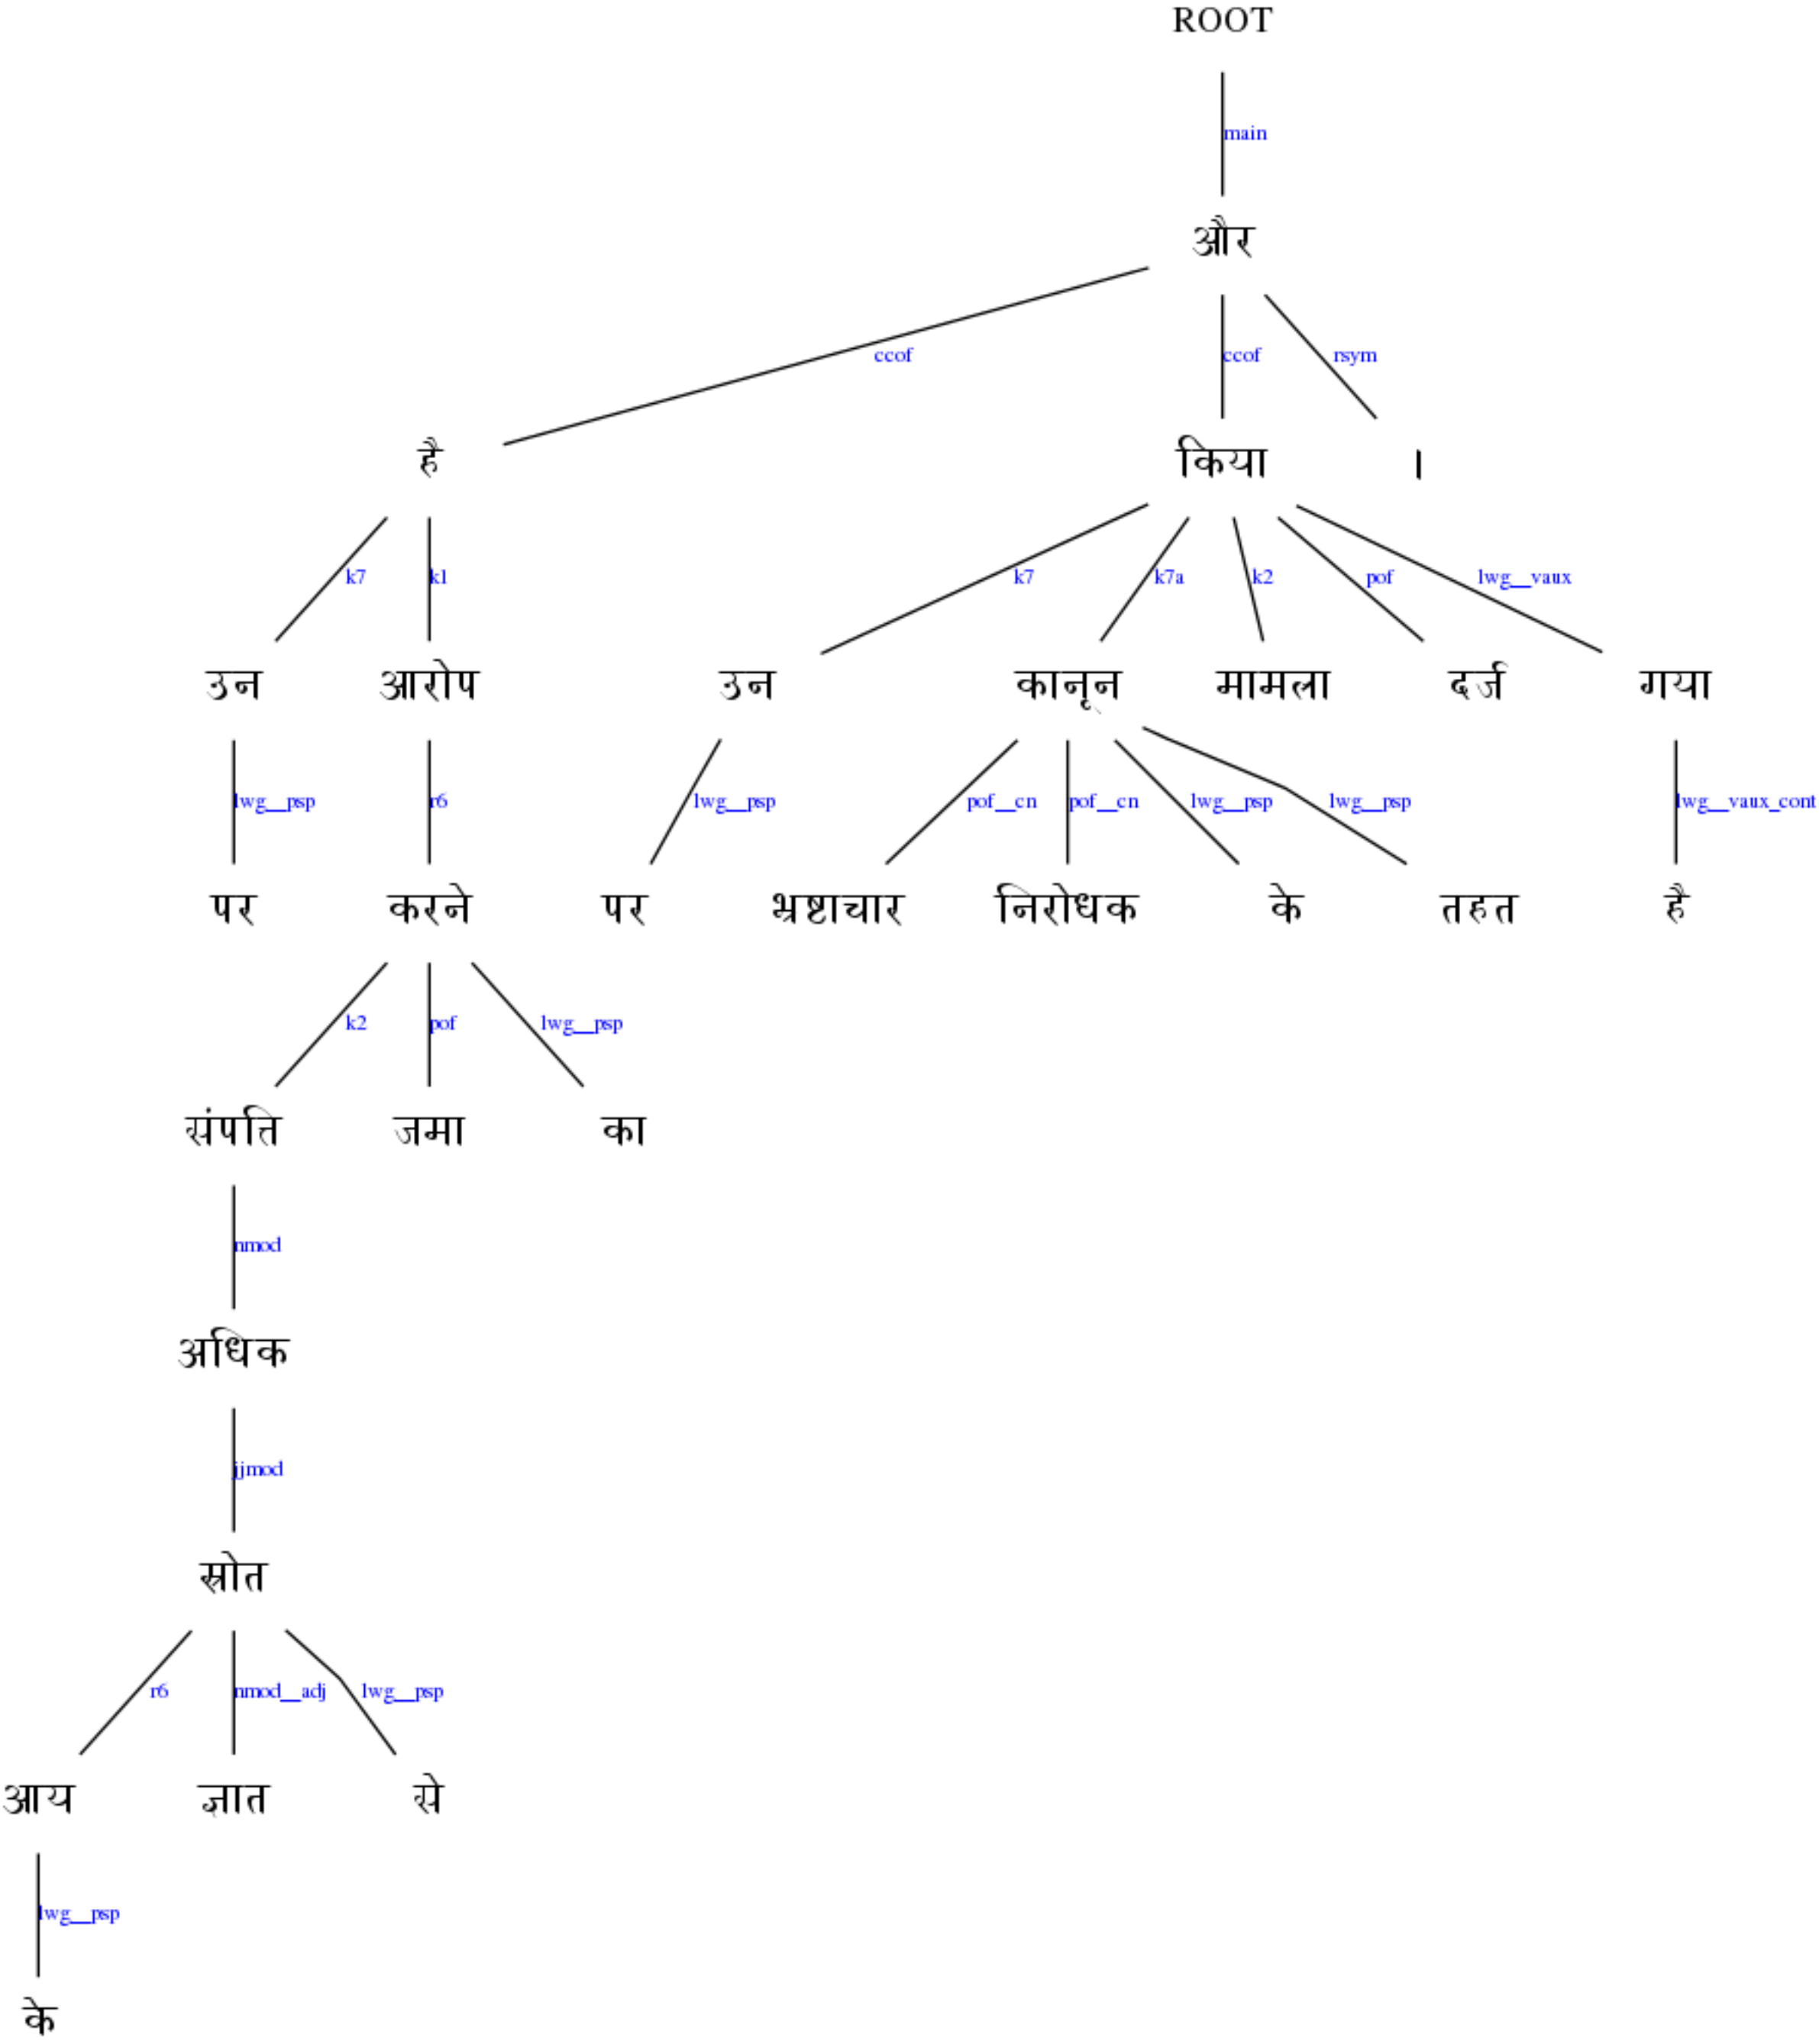 ROOT
main
और
ccof ccof rsym
है किया ।
k7 k1 k7 k7a k2 pof lwg__vaux
उन आरोप उन कानून मामला दर्ज गया
lwg__psp r6 lwg__psp pof__cn pof__cn lwg__psp lwg__psp lwg__vaux_cont
पर करने पर भ्रष्टाचार निरोधक के तहत है
k2 pof lwg__psp
संपत्ति जमा का
nmod
अधिक
jjmod
स्रोत
r6 nmod__adj lwg__psp
आय ज्ञात से
lwg__psp
के